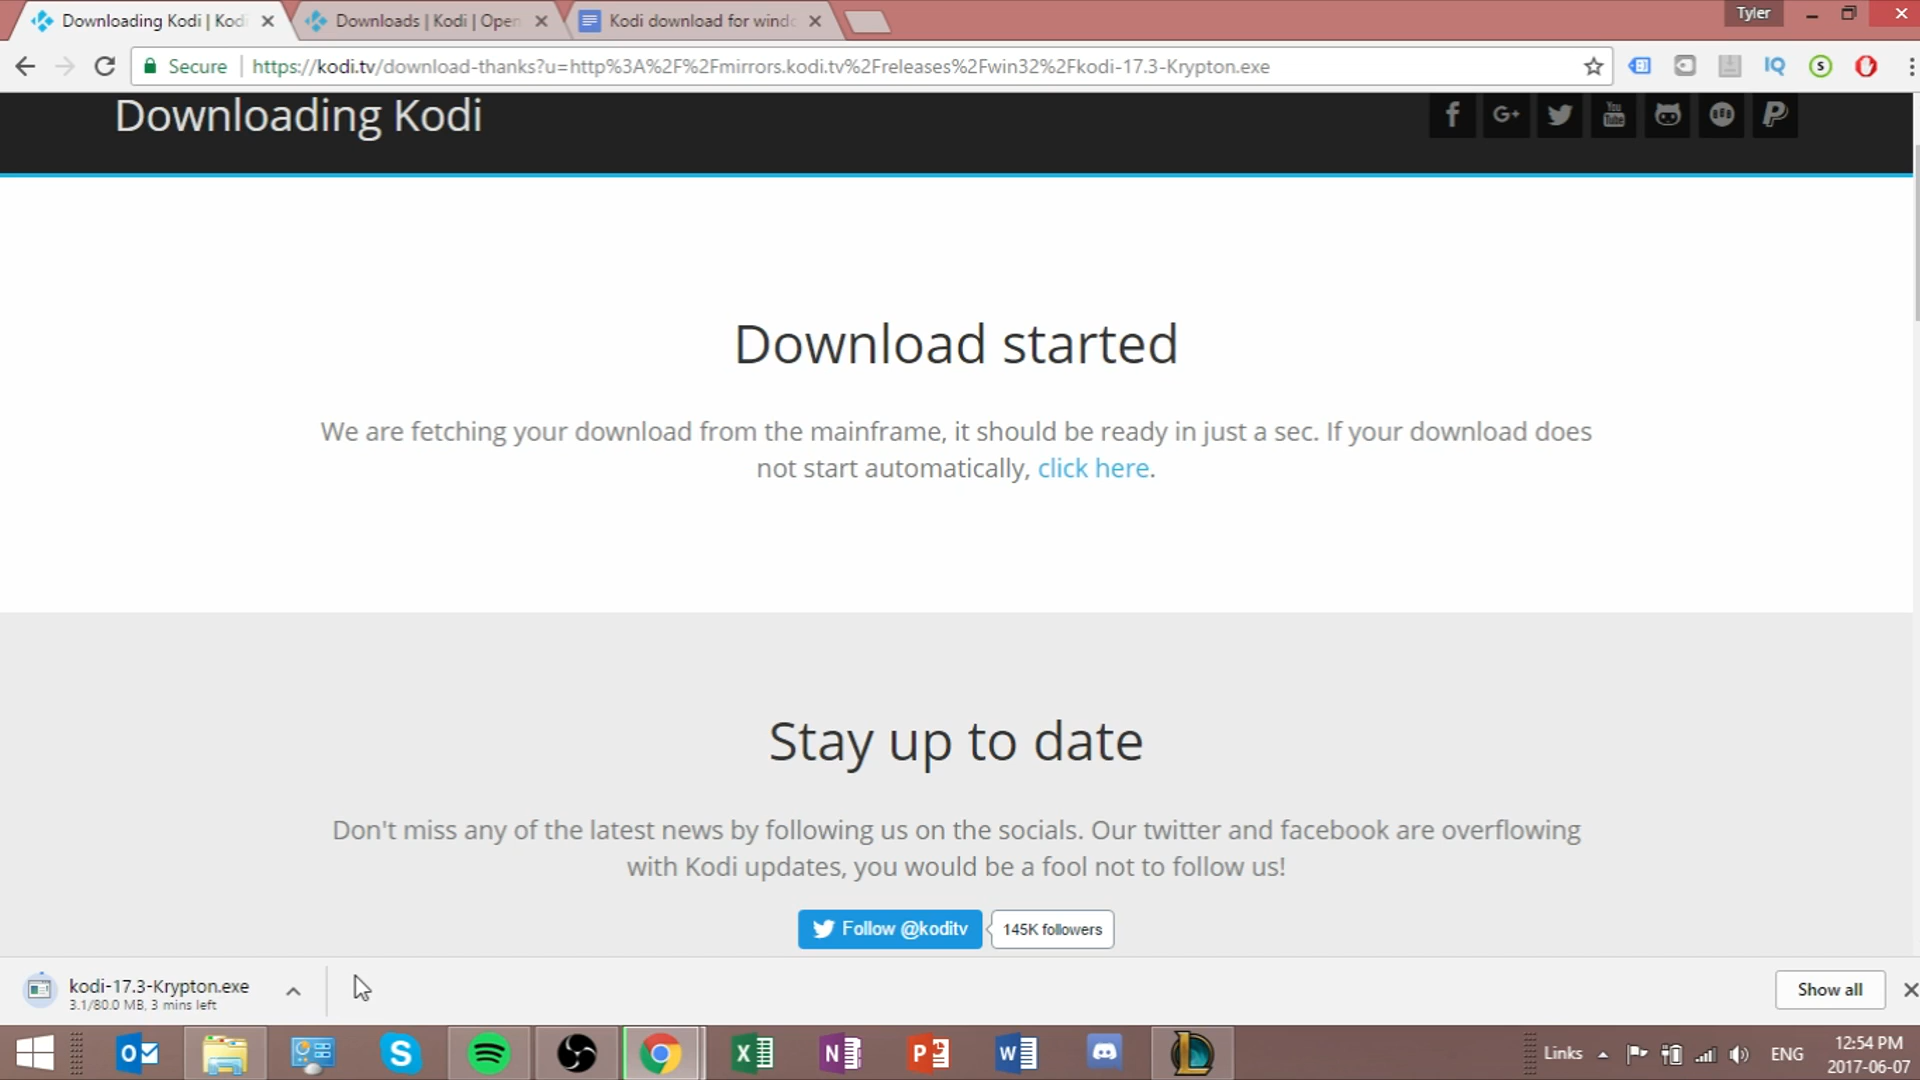 Downloading Kodi | Kodi
Downloads | Kodi | Open
Kodi download for windo
Tyler
Secure
https://kodi.tv/download-thanks?u=http%3A%2F%2Fmirrors.kodi.tv%2Freleases%2Fwin32%2Fkodi-17.3-Krypton.exe
IQ
S
Downloading Kodi
f
G+
You
Tube
Download started
We are fetching your download from the mainframe, it should be ready in just a sec. If your download does
not start automatically, click here.
Stay up to date
Don't miss any of the latest news by following us on the socials. Our twitter and facebook are overflowing
with Kodi updates, you would be a fool not to follow us!
Follow @koditv
145K followers
kodi-17.3-Krypton.exe
3.1/80.0 MB, 3 mins left
Show all
Links
ENG
12:54 PM
2017-06-07